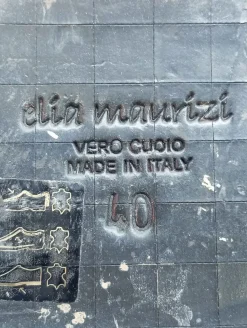 elia maurizi
VERO CUOIO
MADE IN ITALY
40